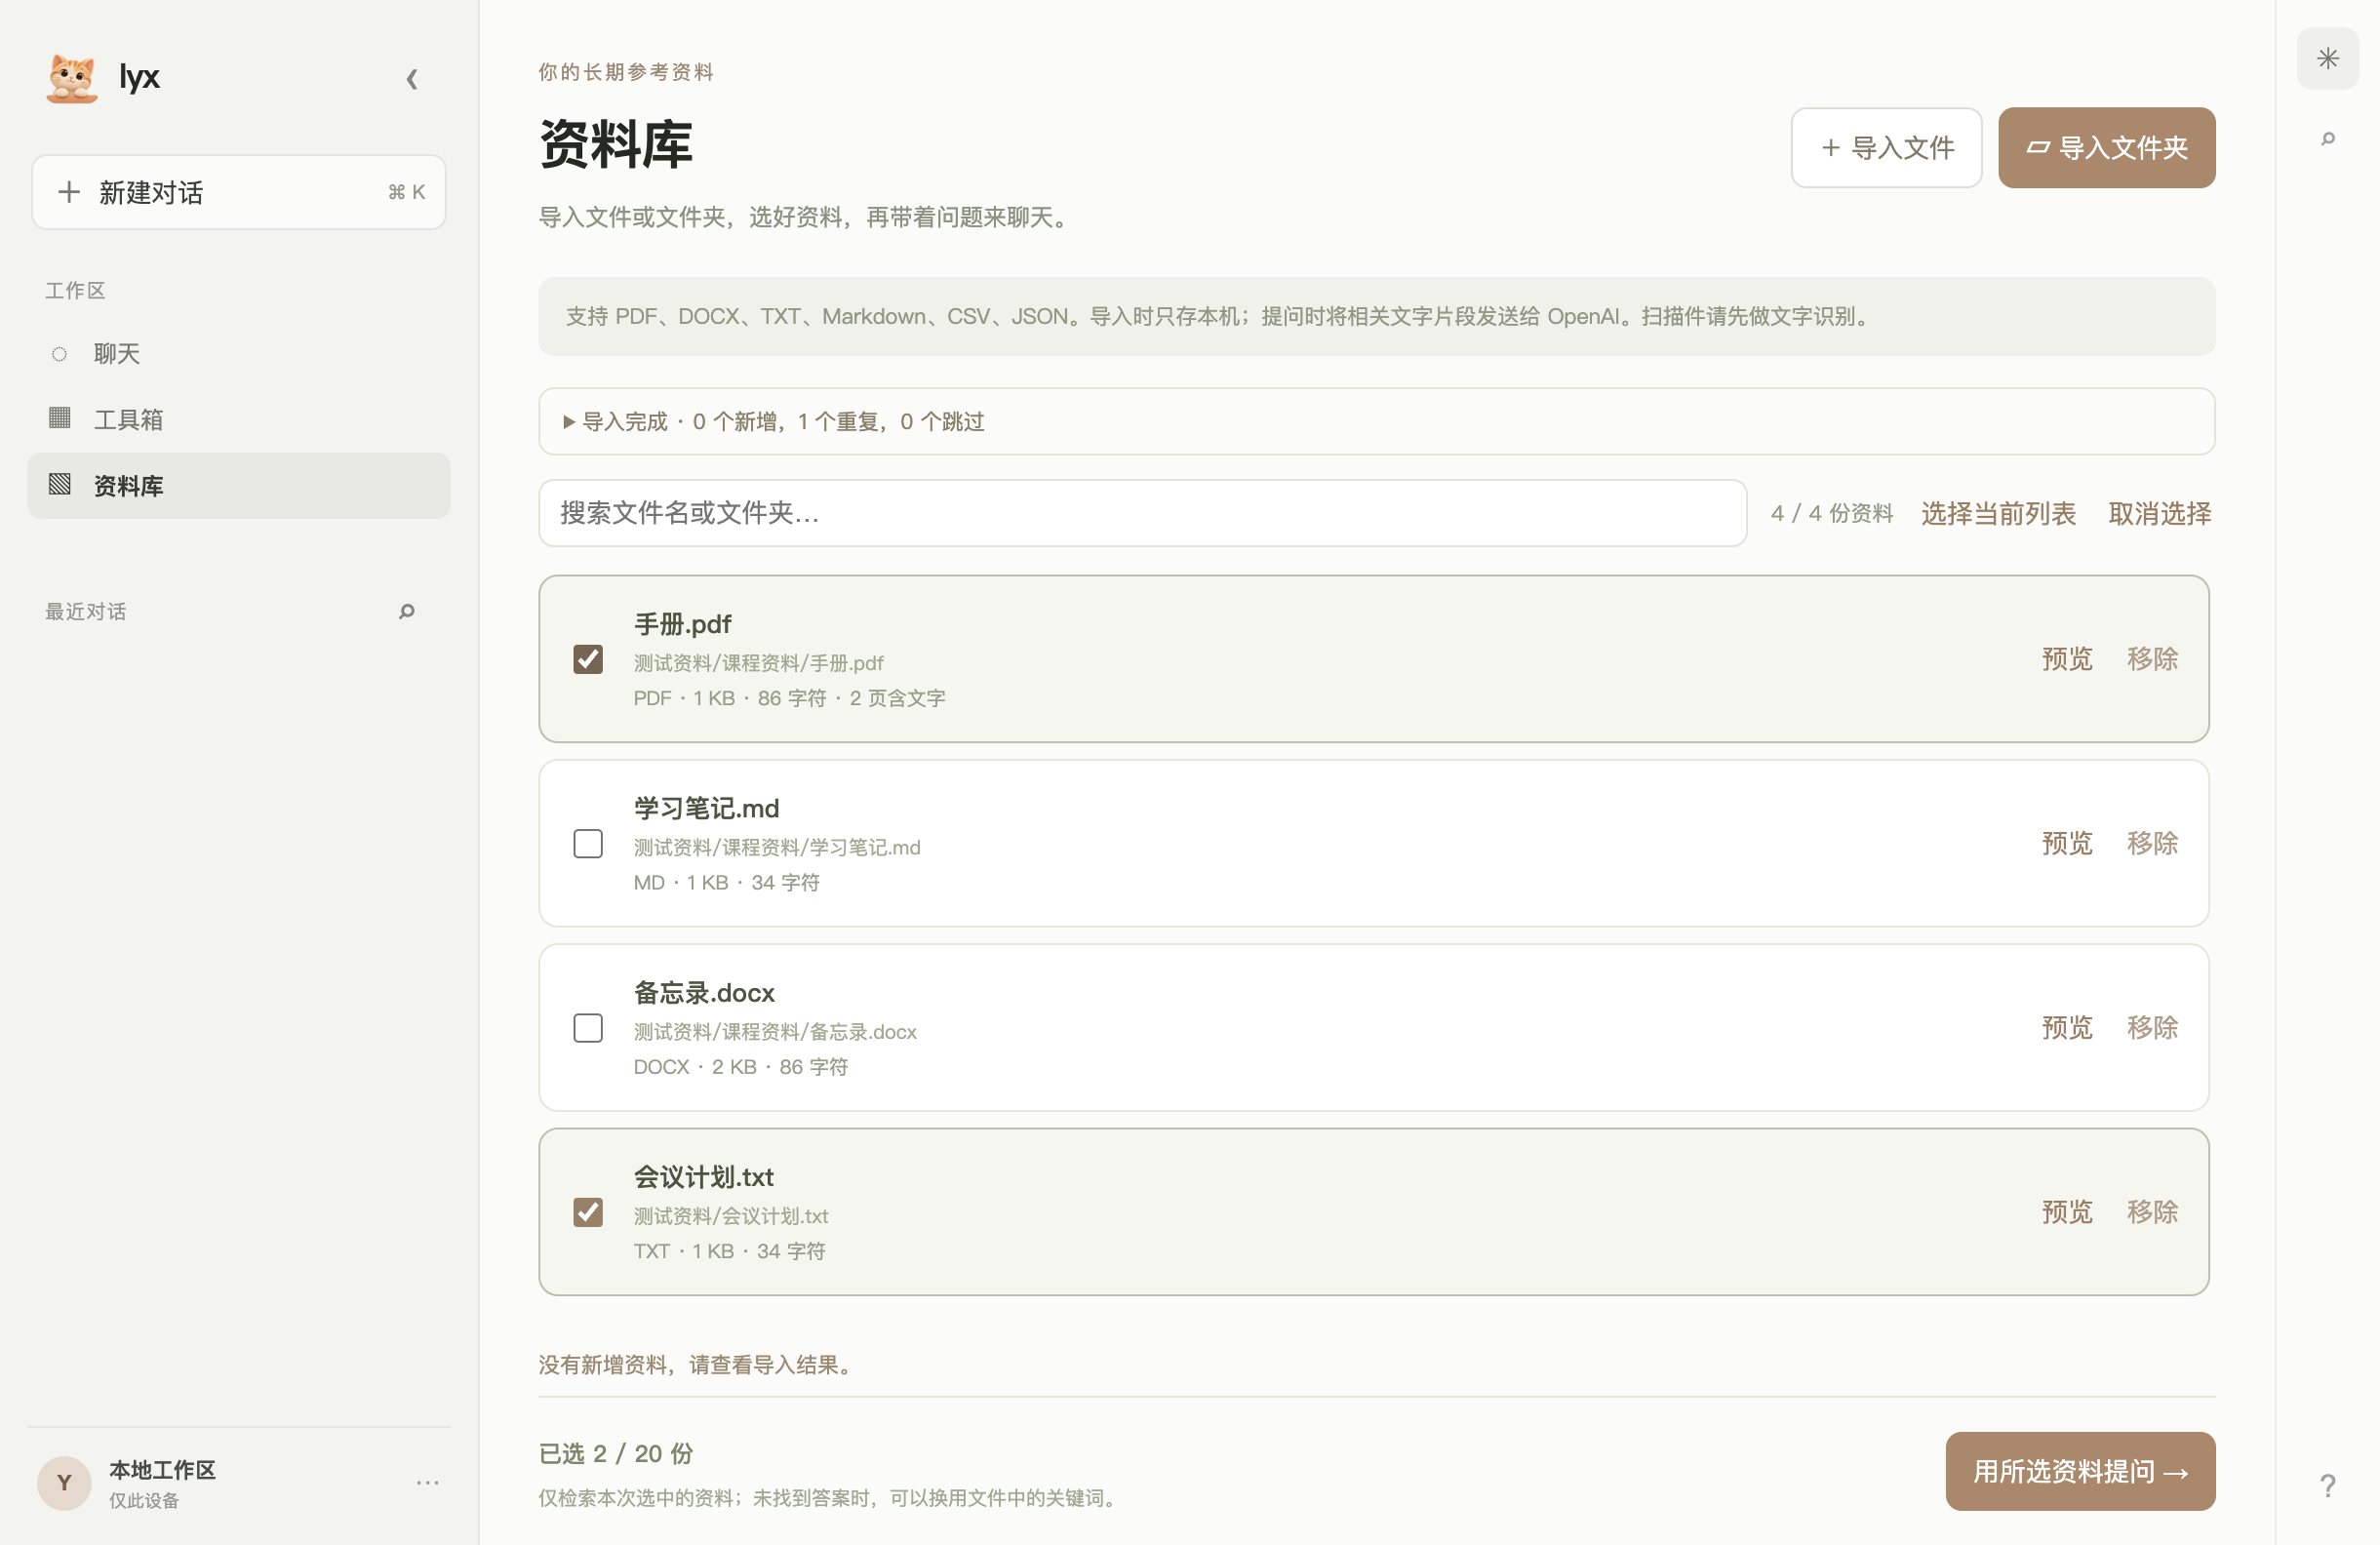 lyx
新建对话
⌘ K
工作区
聊天
工具箱
资料库
最近对话
Y
本地工作区
仅此设备
你的长期参考资料
资料库
+ 导入文件
导入文件夹
导入文件或文件夹，选好资料，再带着问题来聊天。
支持 PDF、DOCX、TXT、Markdown、CSV、JSON。导入时只存本机；提问时将相关文字片段发送给 OpenAI。扫描件请先做文字识别。
导入完成 · 0 个新增，1 个重复，0 个跳过
搜索文件名或文件夹…
4 / 4 份资料
选择当前列表
取消选择
手册.pdf
测试资料/课程资料/手册.pdf
PDF · 1 KB · 86 字符 · 2 页含文字
预览
移除
学习笔记.md
测试资料/课程资料/学习笔记.md
MD · 1 KB · 34 字符
预览
移除
备忘录.docx
测试资料/课程资料/备忘录.docx
DOCX · 2 KB · 86 字符
预览
移除
会议计划.txt
测试资料/会议计划.txt
TXT · 1 KB · 34 字符
预览
移除
没有新增资料，请查看导入结果。
已选 2 / 20 份
仅检索本次选中的资料；未找到答案时，可以换用文件中的关键词。
用所选资料提问 →
?